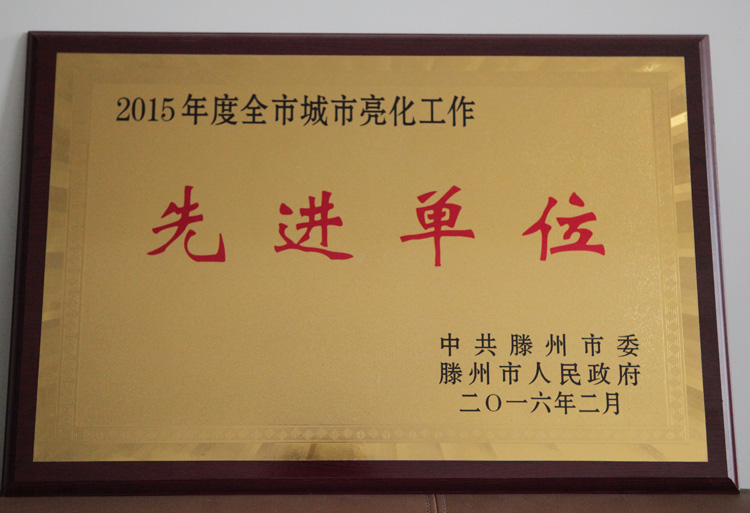 2015年度全市城市亮化工作
先进单位
中共滕州市委
滕州市人民政府
二〇一六年二月